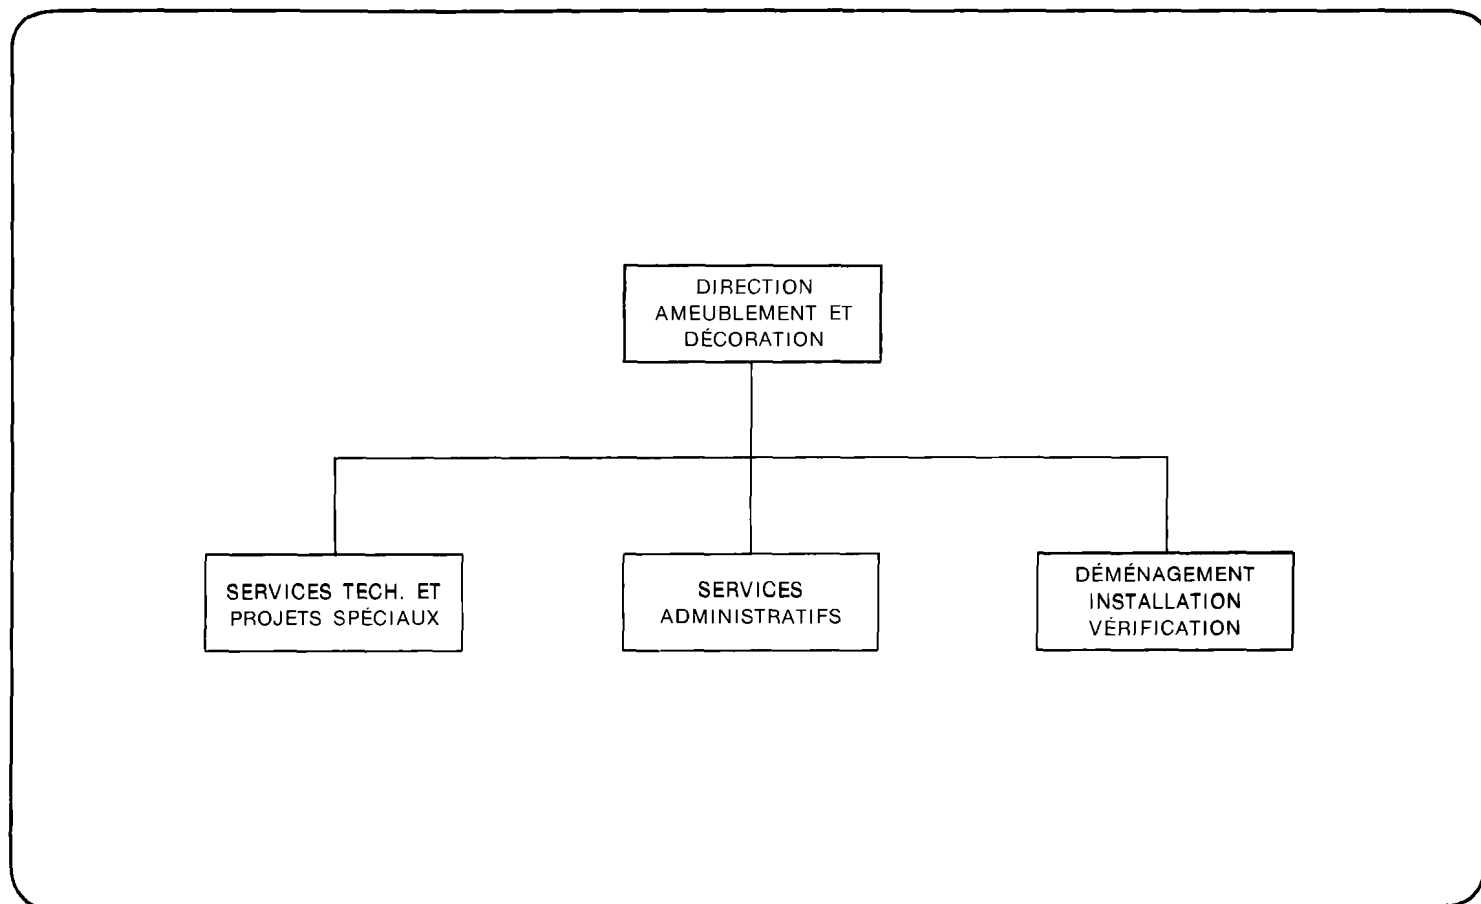 DIRECTION
AMEUBLEMENT ET
DÉCORATION
SERVICES TECH. ET
PROJETS SPÉCIAUX
SERVICES
ADMINISTRATIFS
DÉMÉNAGEMENT
INSTALLATION
VÉRIFICATION